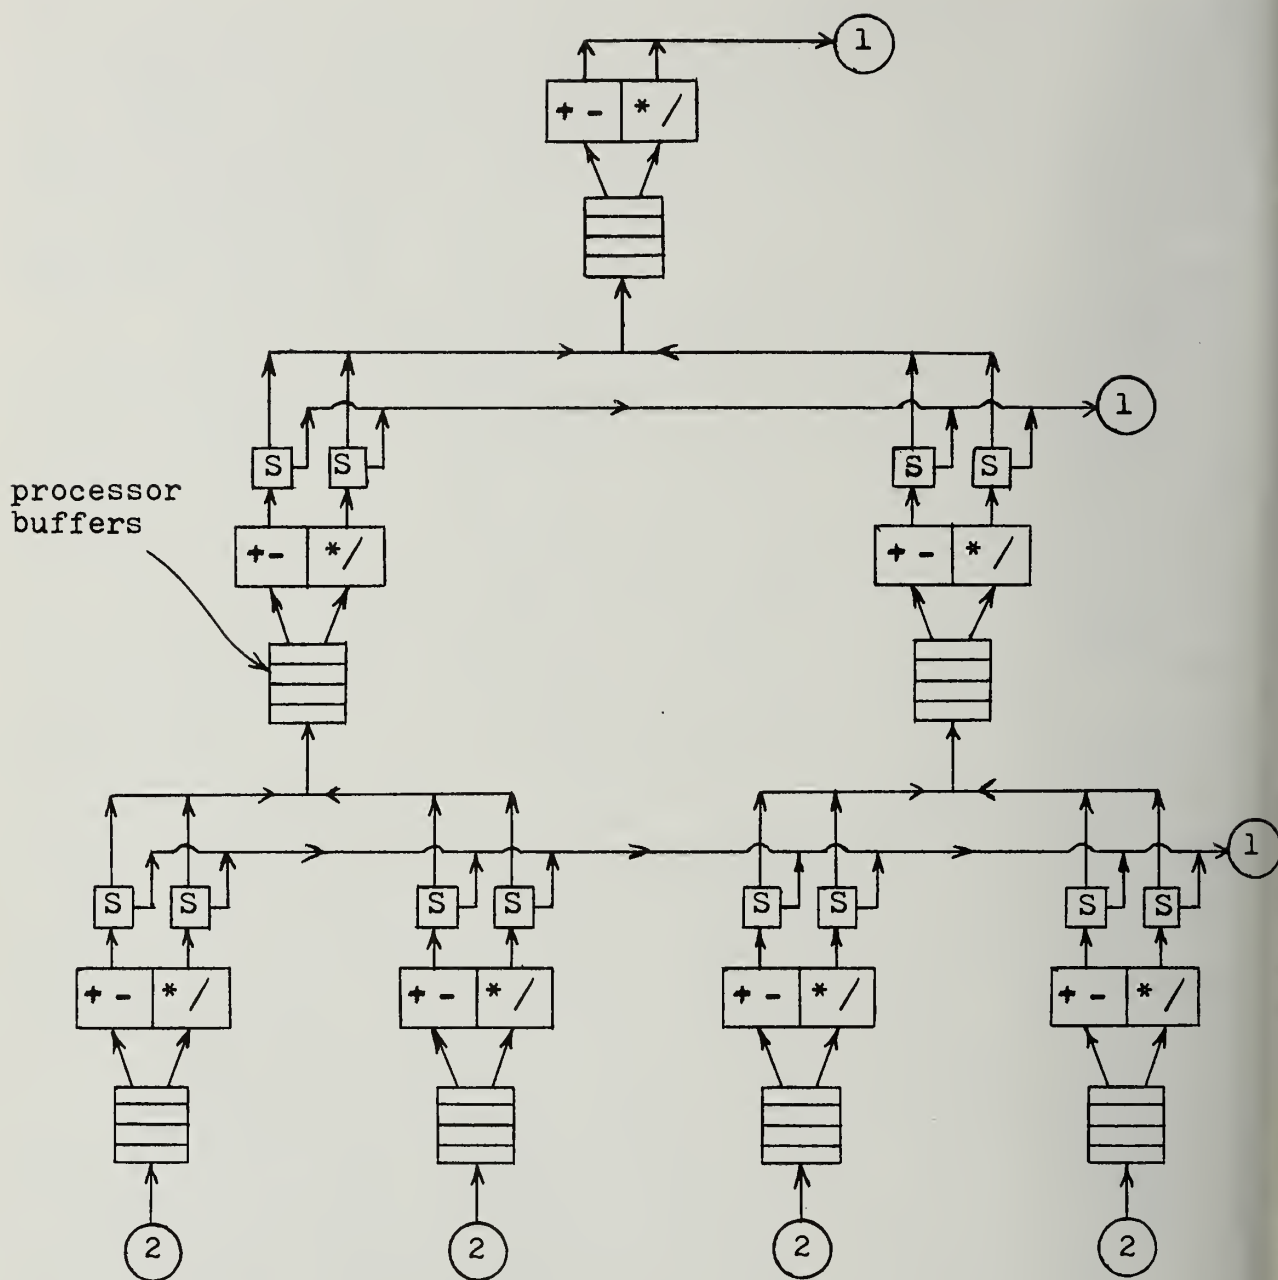 1
+ - * /
1
S S S S
processor
buffers
+ - * / + - * /
1
S S S S S S S S
+ - * / + - * / + - * / + - * /
2 2 2 2